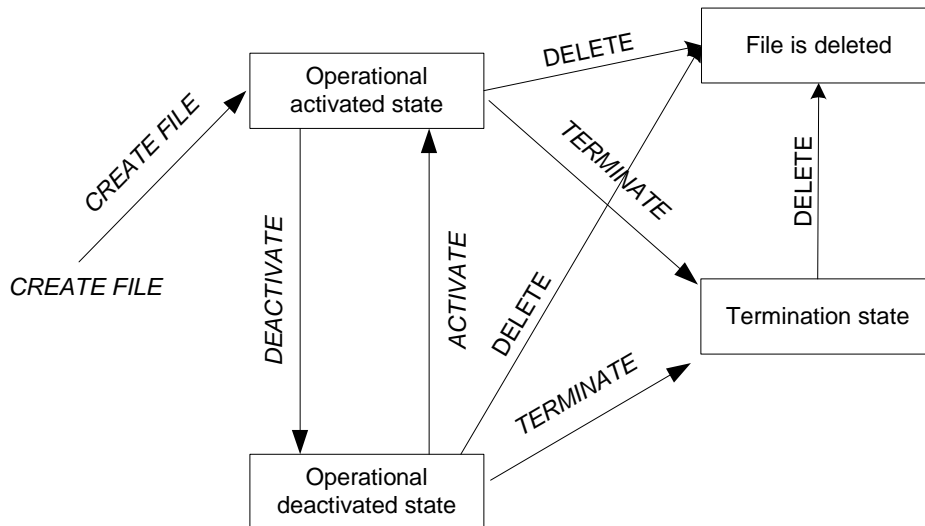 Operational
activated state
DELETE
File is deleted
CREATE FILE
TERMINATE
DELETE
CREATE FILE
DEACTIVATE
ACTIVATE
DELETE
Termination state
TERMINATE
Operational
deactivated state